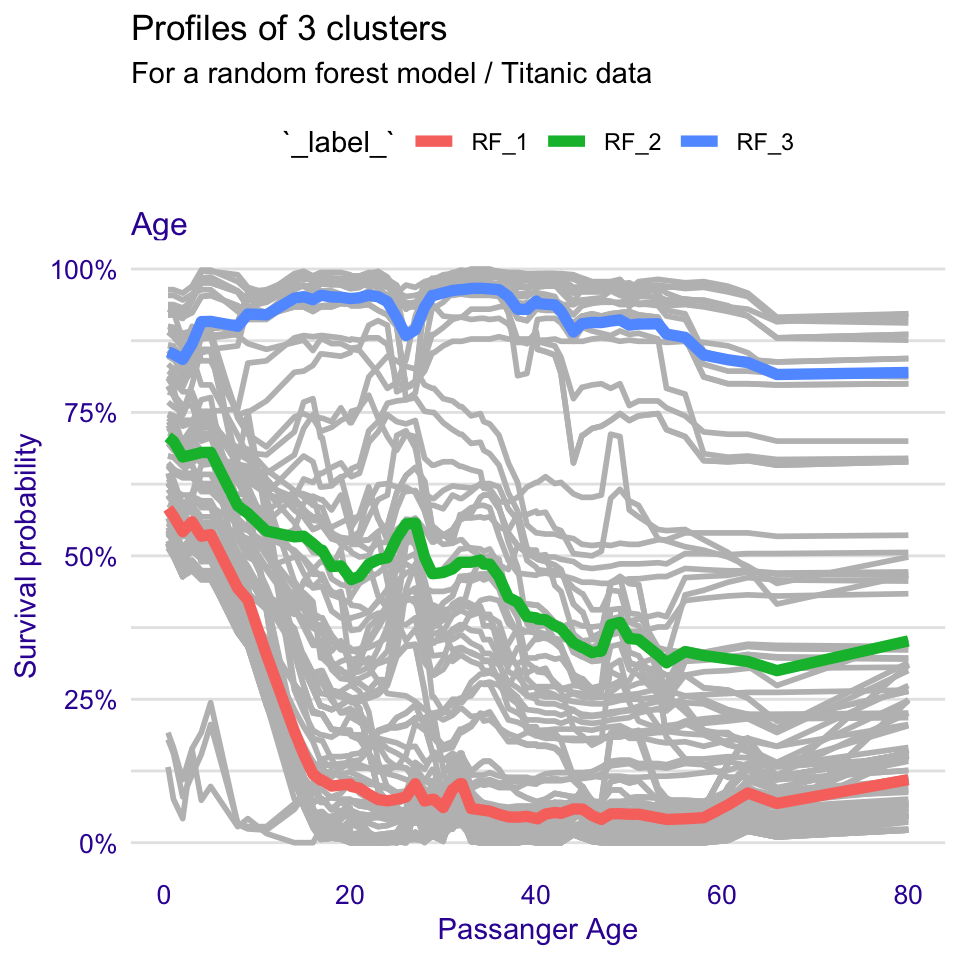 Profiles of 3 clusters
For a random forest model / Titanic data
`_label_` RF_1 RF_2 RF_3
Age
100%
75%
50%
25%
0%
Survival probability
0 20 40 60 80
Passanger Age